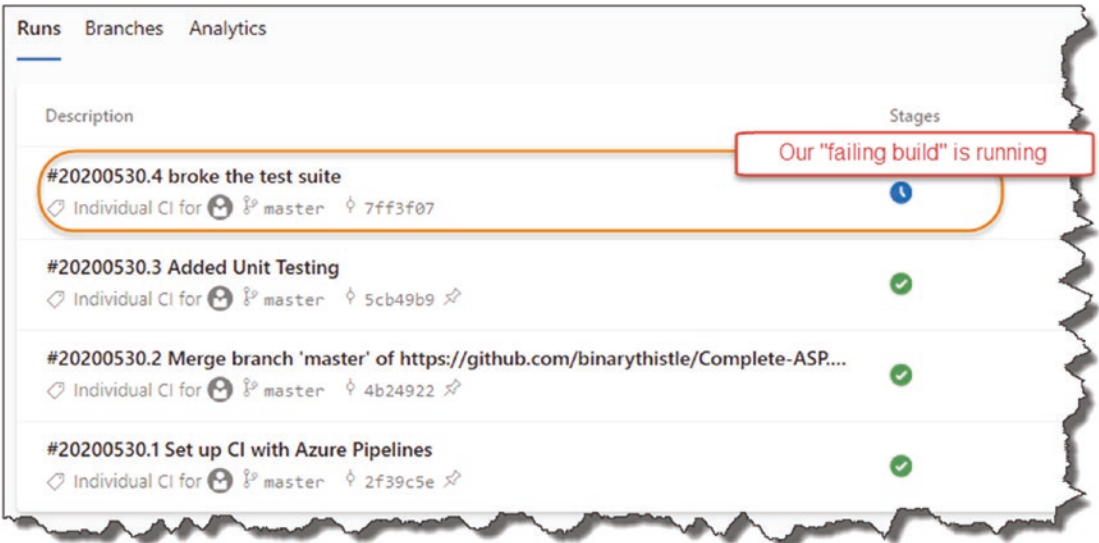 Runs Branches Analytics
Description Stages
Our "failing build" is running
#20200530.4 broke the test suite
Individual CI for master 7ff3f07
#20200530.3 Added Unit Testing
Individual CI for master 5cb49b9
#20200530.2 Merge branch 'master' of https://github.com/binarythistle/Complete-ASP....
Individual CI for master 4b24922
#20200530.1 Set up CI with Azure Pipelines
Individual CI for master 2f39c5e